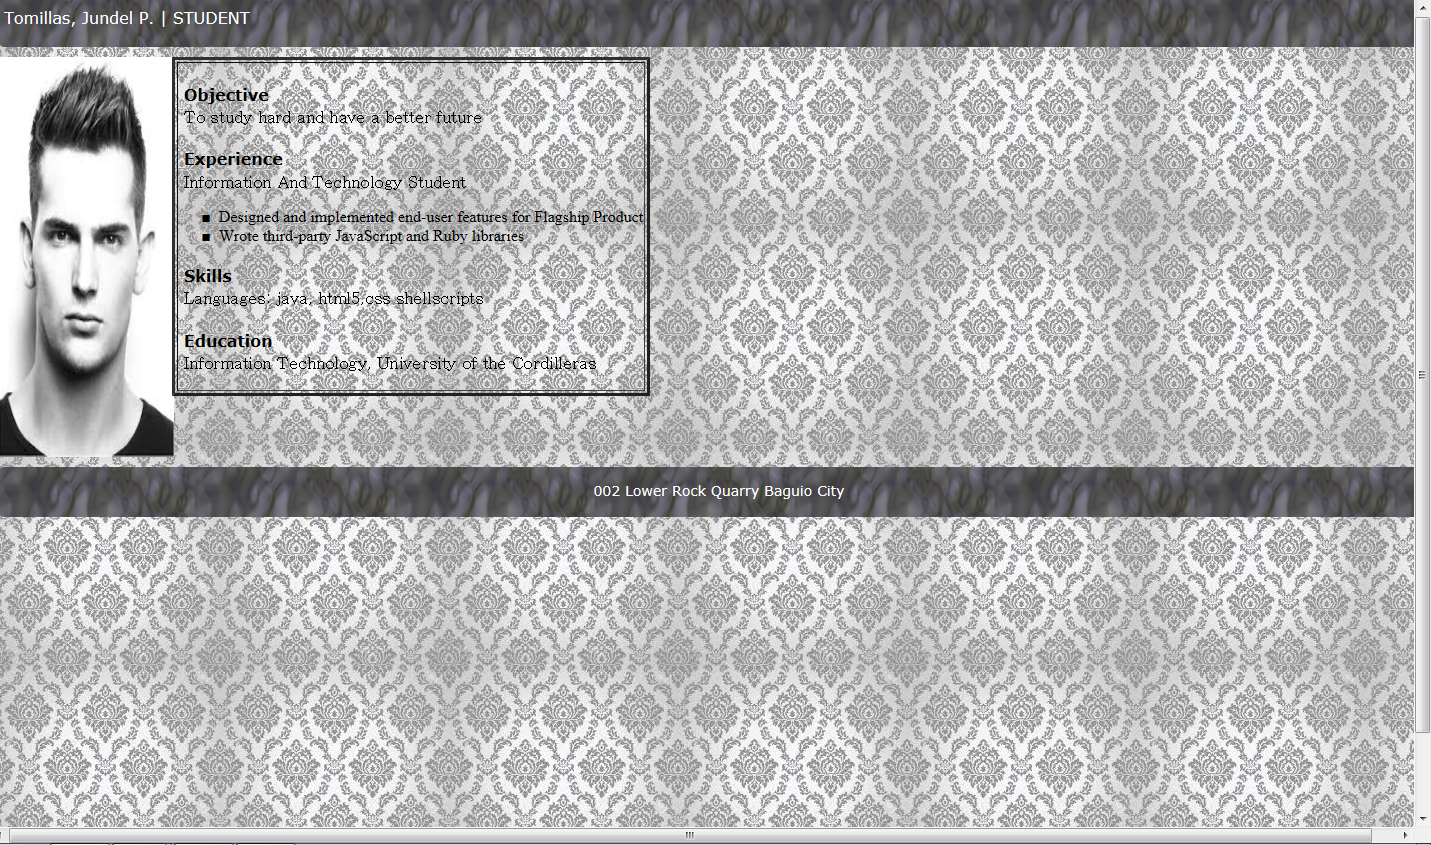 Tomillas, Jundel P. | STUDENT
Objective
To study hard and have a better future
Experience
Information And Technology Student
Designed and implemented end-user features for Flagship Product
Wrote third-party JavaScript and Ruby libraries
Skills
Languages: java, html5,css shellscripts
Education
Information Technology, University of the Cordilleras
002 Lower Rock Quarry Baguio City